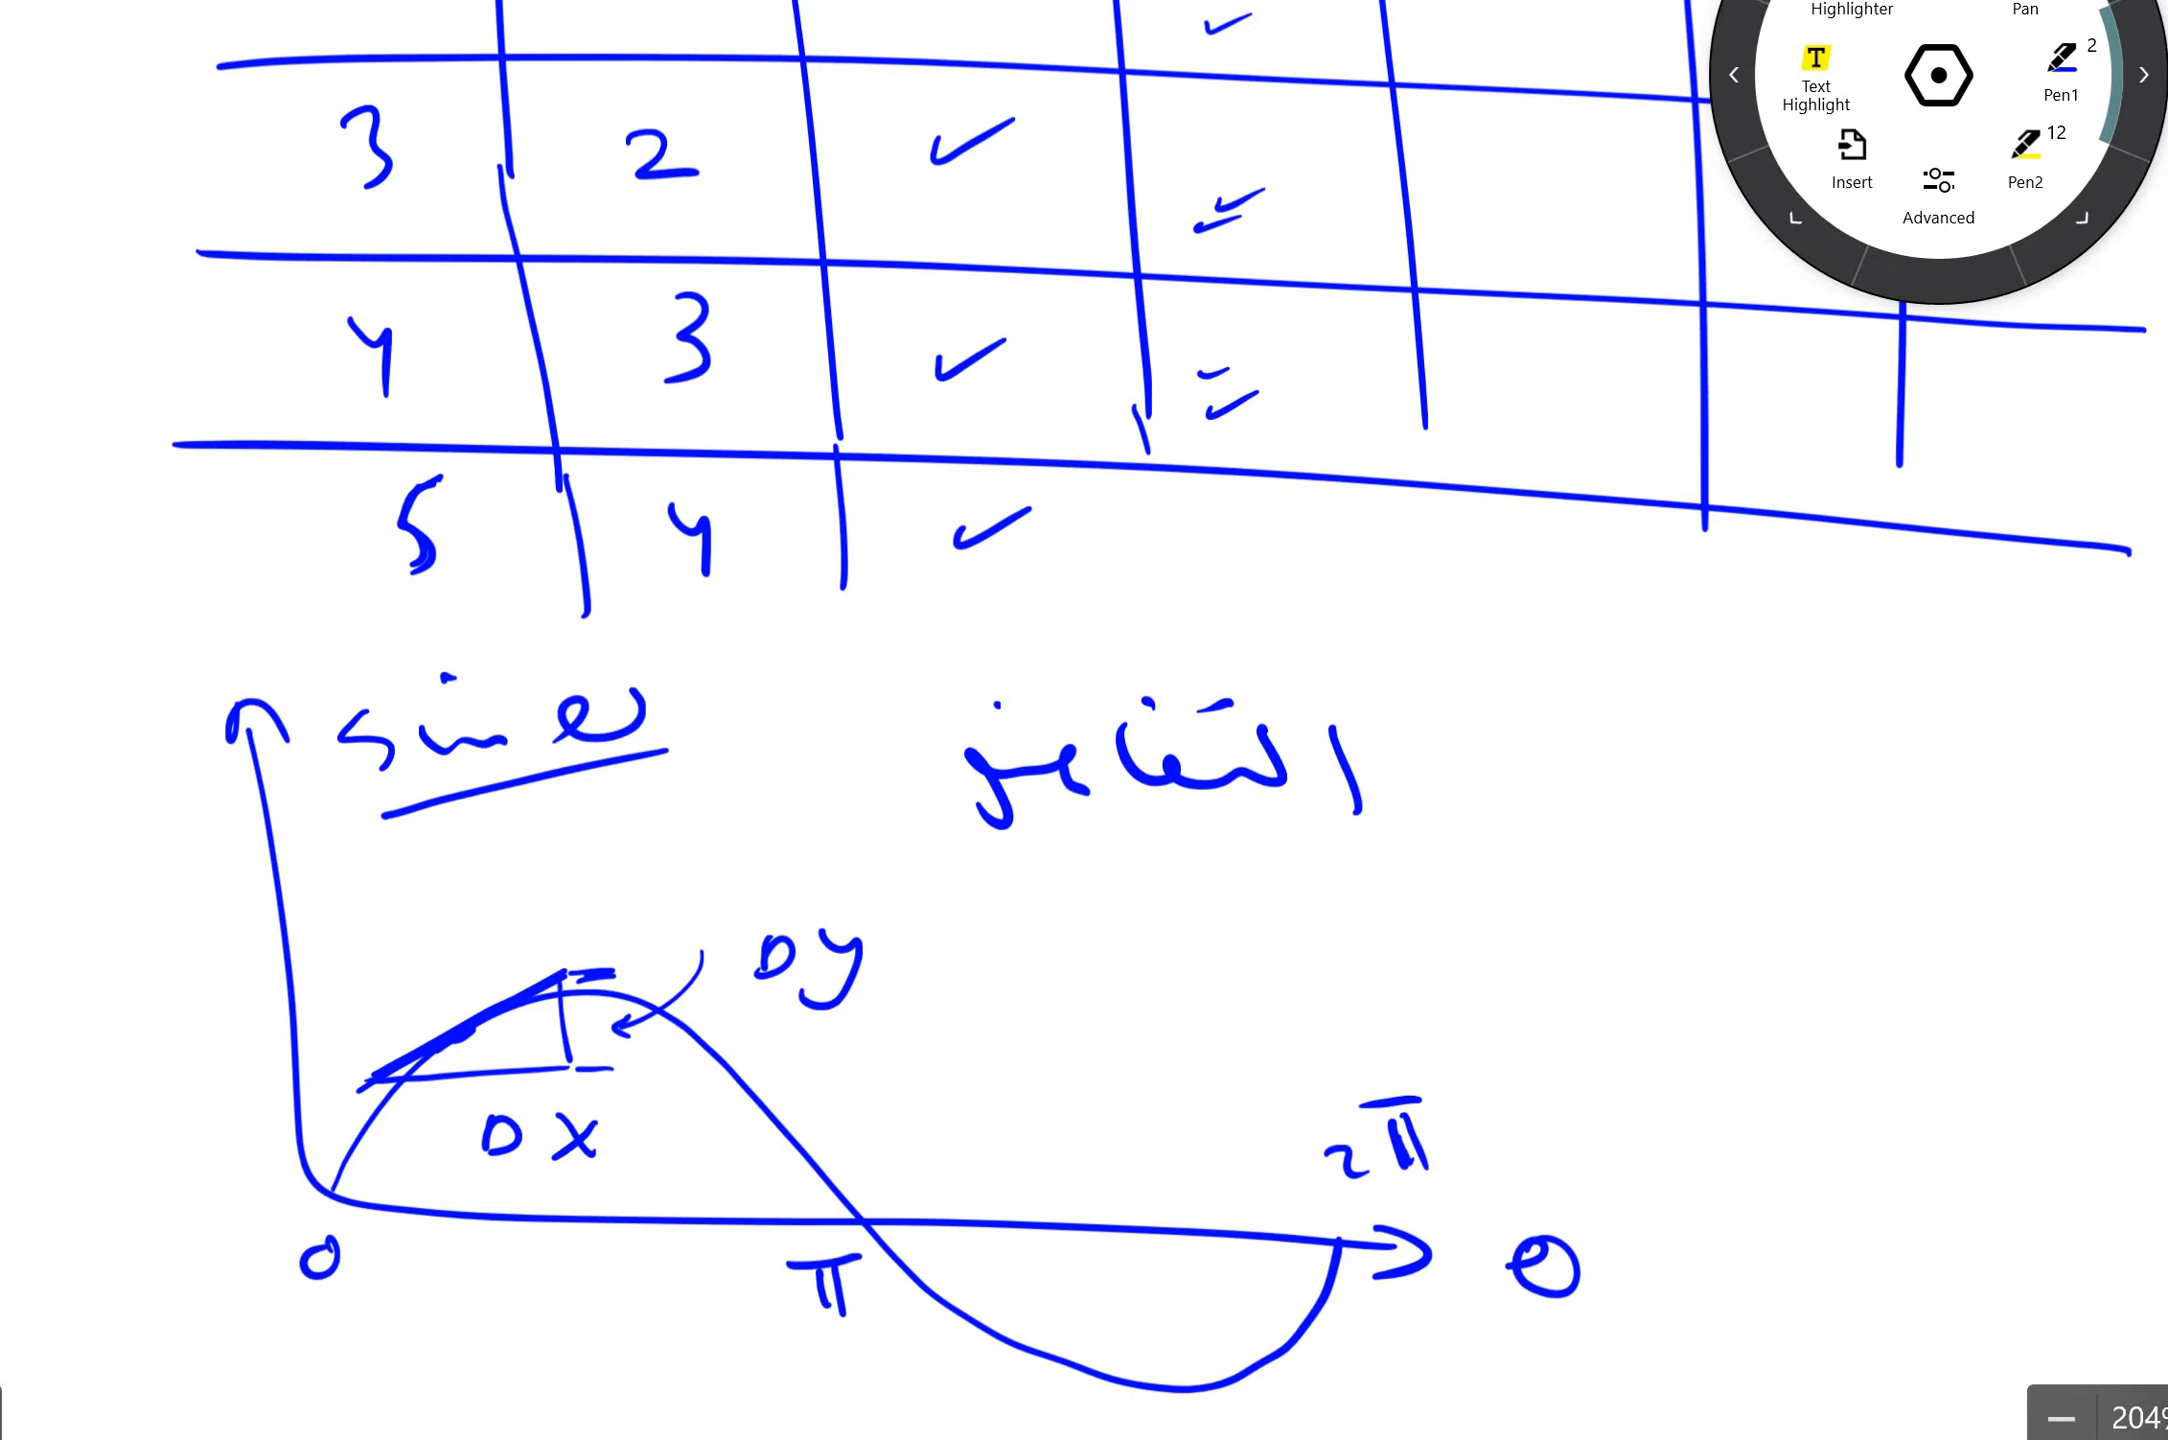 Highlighter Pan
Text Highlight
2
Pen1
Insert
12
Pen2
Advanced
3 2 ✓ ✓
4 3 ✓
5 4 ✓
sine
DY
DX
2π
0 π θ
204%